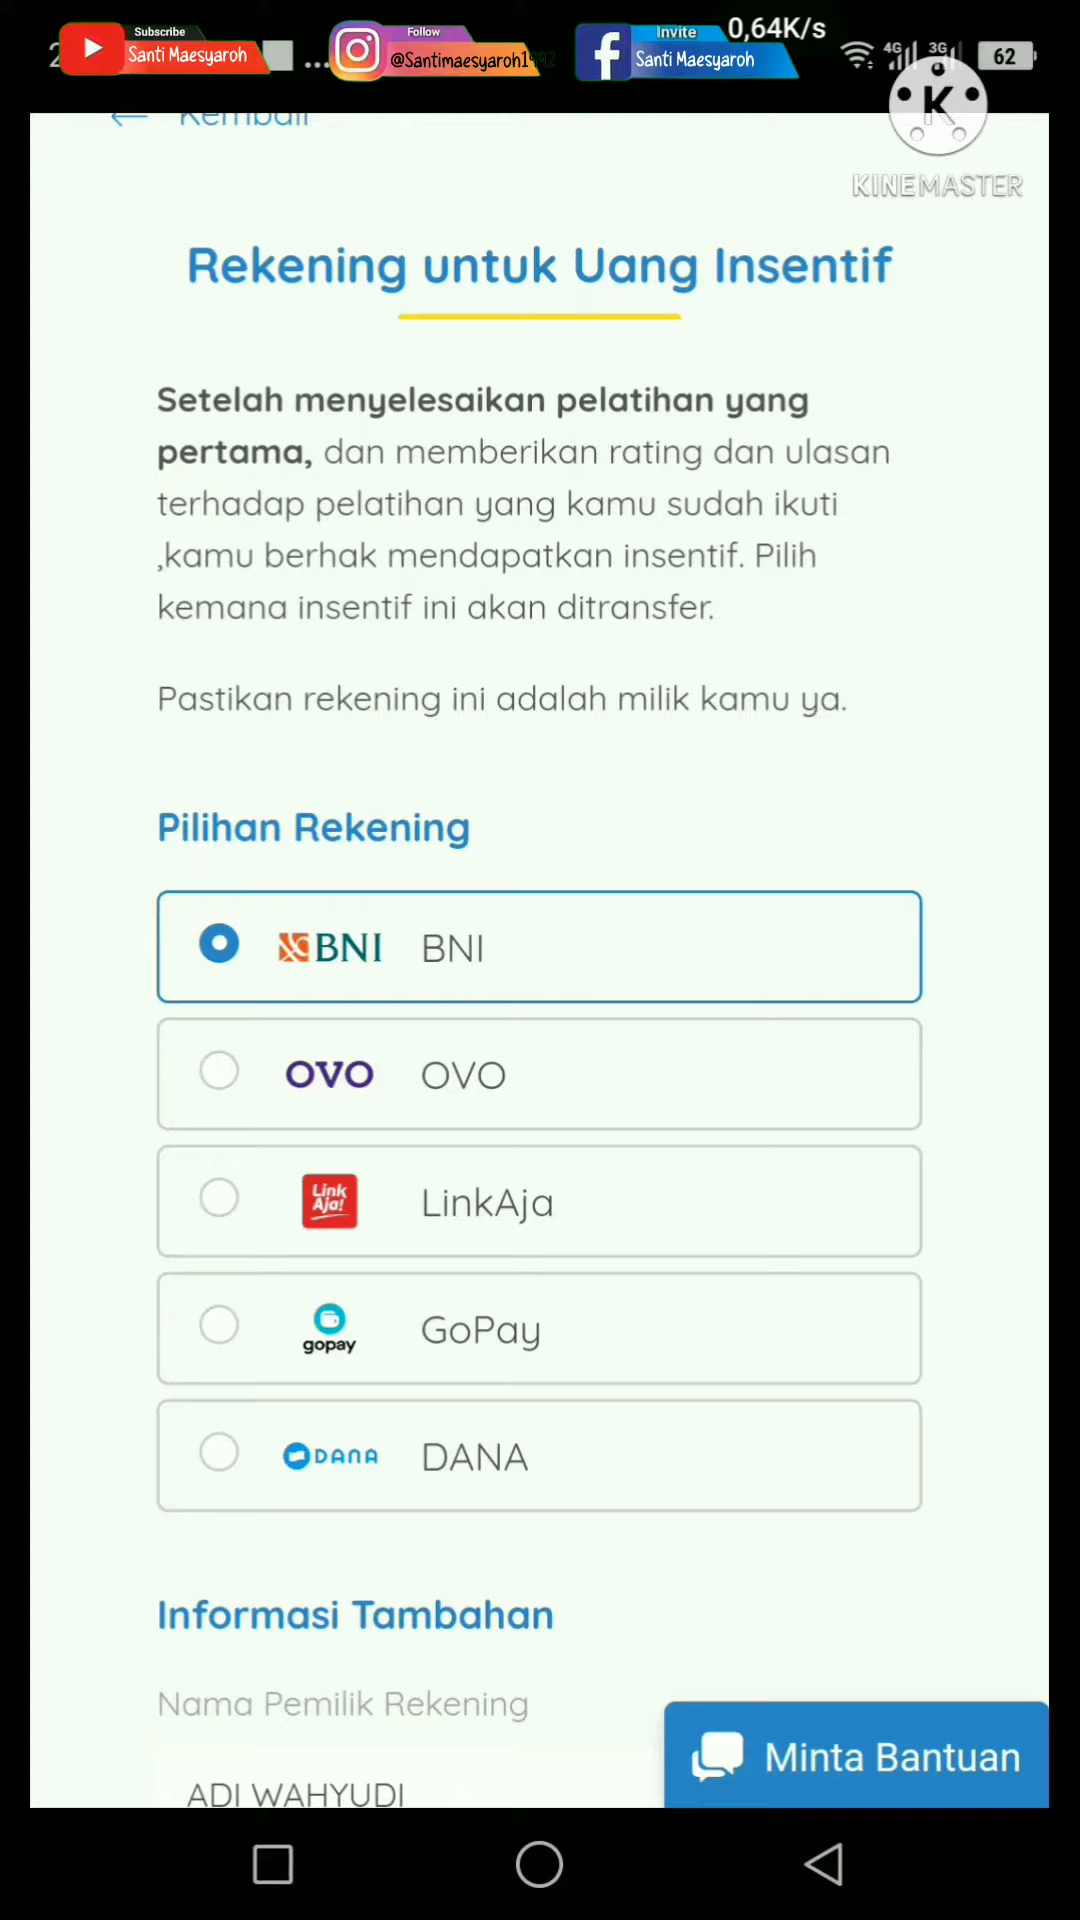 Subscribe
Santi Maesyaroh
...
Follow
@Santimaesyaroh1992
Invite
Santi Maesyaroh
0,64K/s
4G
3G
62
Kembali
K
KINEMASTER
Rekening untuk Uang Insentif
Setelah menyelesaikan pelatihan yang
pertama, dan memberikan rating dan ulasan
terhadap pelatihan yang kamu sudah ikuti
,kamu berhak mendapatkan insentif. Pilih
kemana insentif ini akan ditransfer.
Pastikan rekening ini adalah milik kamu ya.
Pilihan Rekening
BNI BNI
OVO OVO
Link
Aja!
LinkAja
gopay
GoPay
DANA DANA
Informasi Tambahan
Nama Pemilik Rekening
ADI WAHYUDI
Minta Bantuan